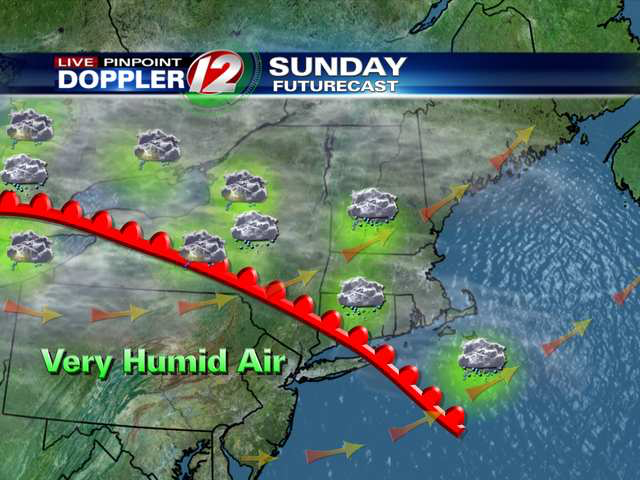 LIVE PINPOINT
DOPPLER 12
SUNDAY
FUTURECAST
Very Humid Air